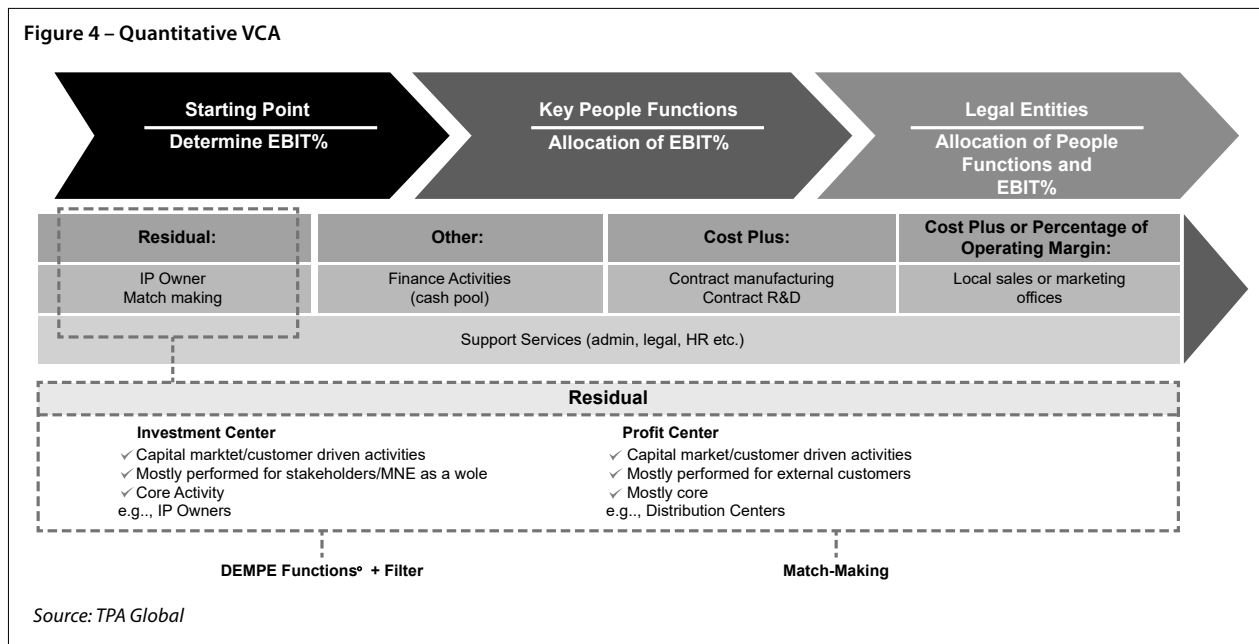 Figure 4 – Quantitative VCA
Starting Point
Determine EBIT%
Key People Functions
Allocation of EBIT%
Legal Entities
Allocation of People
Functions and
EBIT%
Residual:
IP Owner
Match making
Other:
Finance Activities
(cash pool)
Cost Plus:
Contract manufacturing
Contract R&D
Cost Plus or Percentage of
Operating Margin:
Local sales or marketing
offices
Support Services (admin, legal, HR etc.)
Residual
Investment Center
✓ Capital marktet/customer driven activities
✓ Mostly performed for stakeholders/MNE as a wole
✓ Core Activity
e.g.., IP Owners
Profit Center
✓ Capital market/customer driven activities
✓ Mostly performed for external customers
✓ Mostly core
e.g.., Distribution Centers
DEMPE Functionsº + Filter
Match-Making
Source: TPA Global